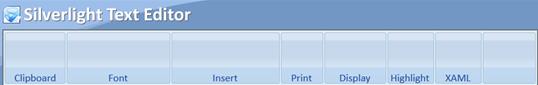 Silverlight Text Editor
Clipboard Font Insert Print Display Highlight XAML